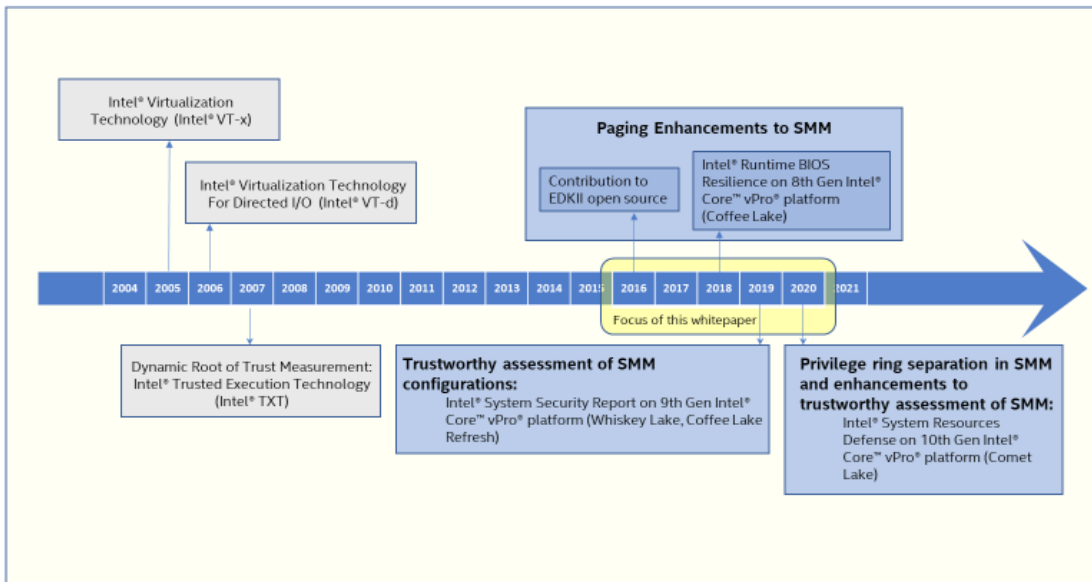 Intel® Virtualization
Technology (Intel® VT-x)
Intel® Virtualization Technology
For Directed I/O (Intel® VT-d)
Paging Enhancements to SMM
Contribution to
EDKII open source
Intel® Runtime BIOS
Resilience on 8th Gen Intel®
Core™ vPro® platform
(Coffee Lake)
2004 2005 2006 2007 2008 2009 2010 2011 2012 2013 2014 2015 2016 2017 2018 2019 2020 2021
Focus of this whitepaper
Dynamic Root of Trust Measurement:
Intel® Trusted Execution Technology
(Intel® TXT)
Trustworthy assessment of SMM
configurations:
Intel® System Security Report on 9th Gen Intel®
Core™ vPro® platform (Whiskey Lake, Coffee Lake
Refresh)
Privilege ring separation in SMM
and enhancements to
trustworthy assessment of SMM:
Intel® System Resources
Defense on 10th Gen Intel®
Core™ vPro® platform (Comet
Lake)